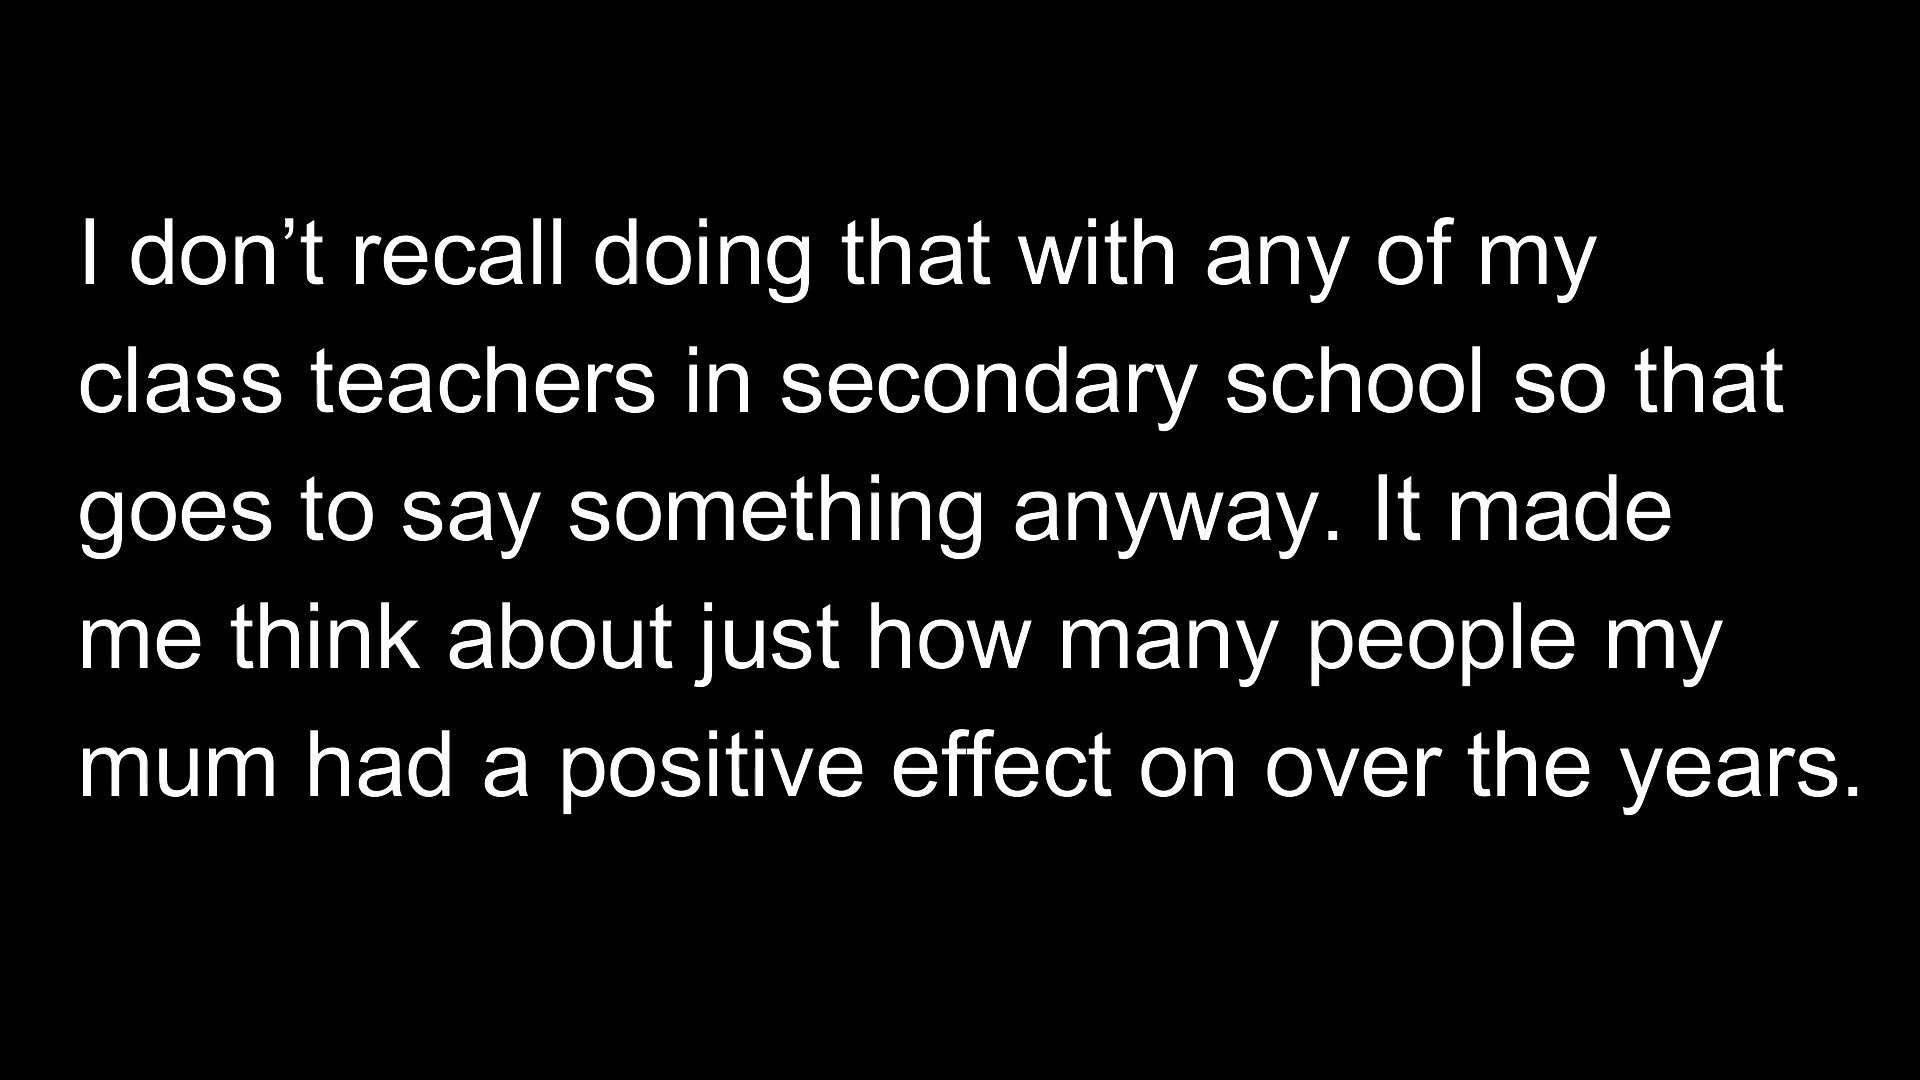 I don’t recall doing that with any of my
class teachers in secondary school so that
goes to say something anyway. It made
me think about just how many people my
mum had a positive effect on over the years.